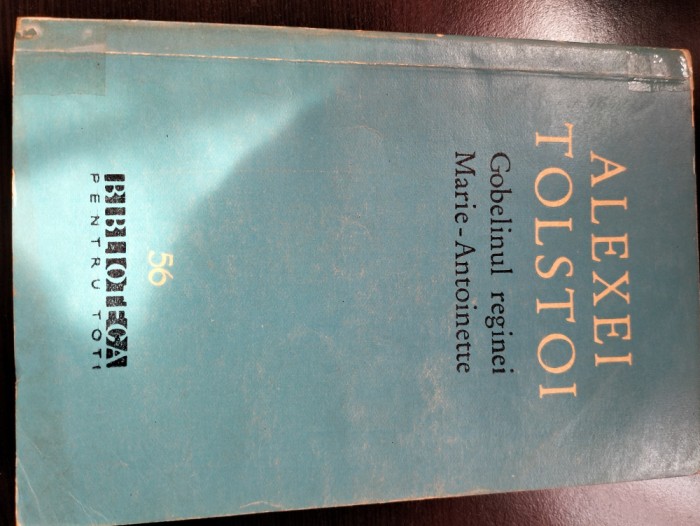 ALEXEI
TOLSTOI
Gobelinul reginei
Marie-Antoinette
56
BIBLIOTECA
PENTRU TOȚI